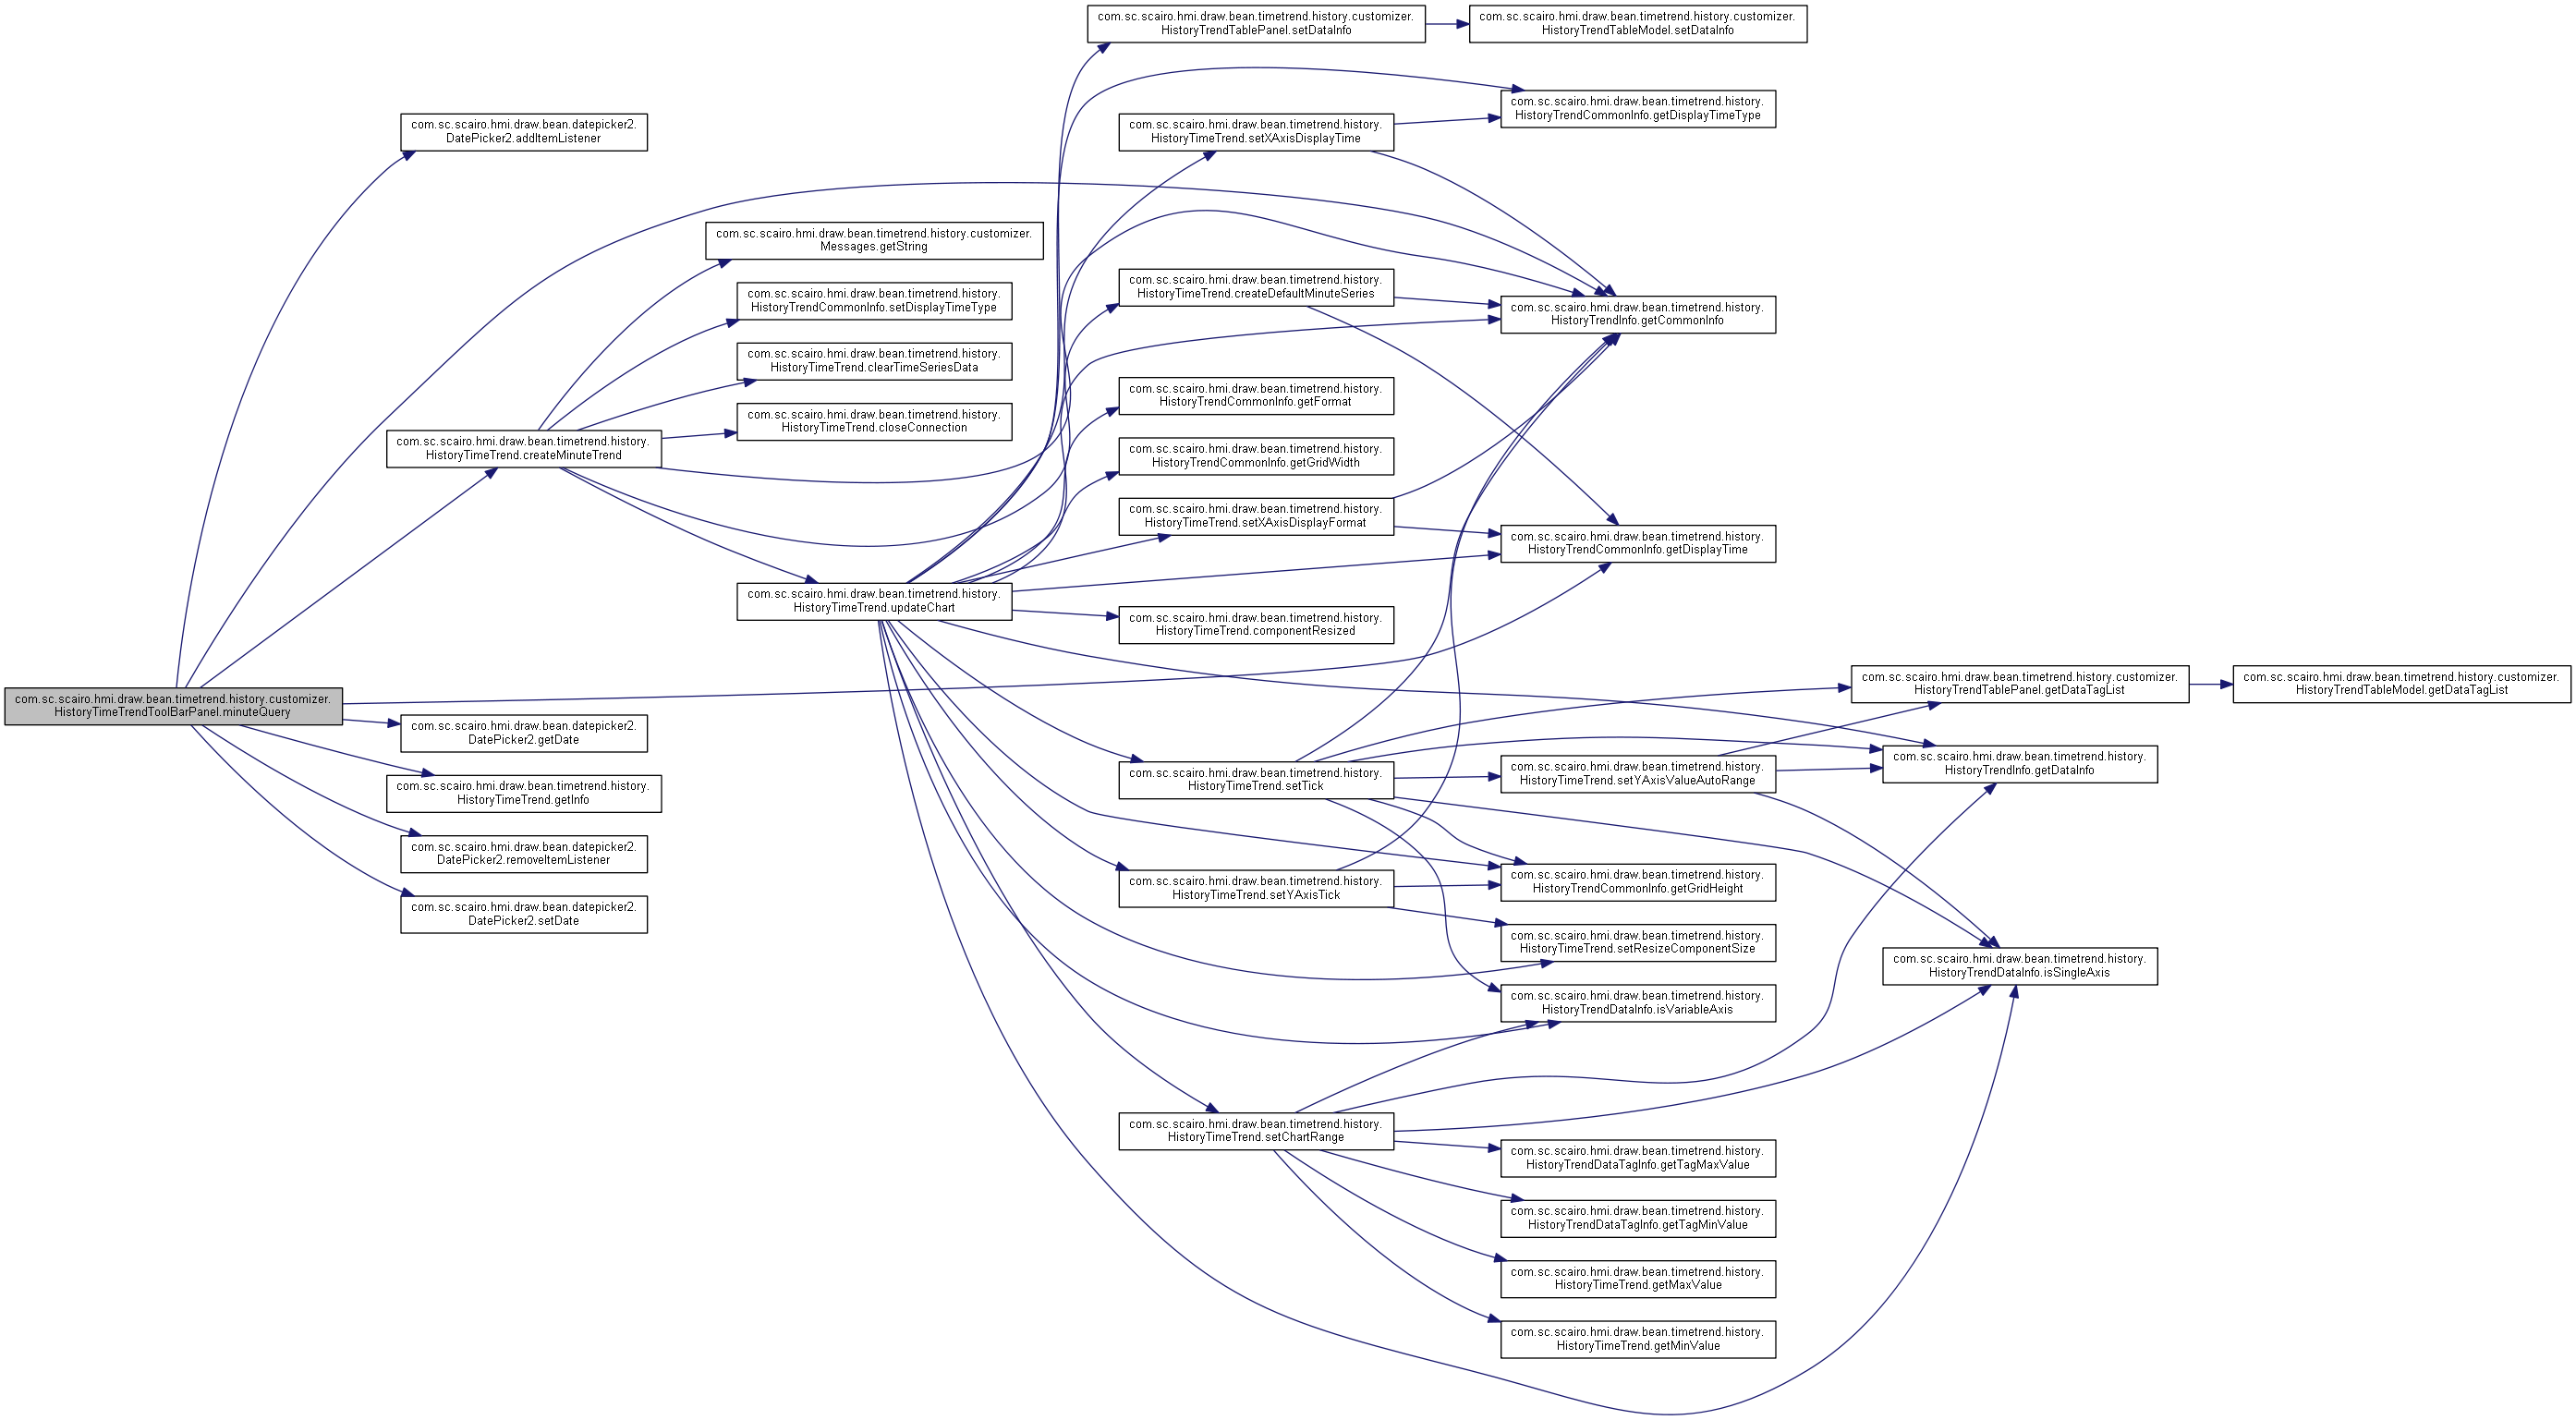 com.sc.scairo.hmi.draw.bean.timetrend.history.customizer.
HistoryTimeTrendToolBarPanel.minuteQuery
com.sc.scairo.hmi.draw.bean.datepicker2.
DatePicker2.addItemListener
com.sc.scairo.hmi.draw.bean.timetrend.history.
HistoryTimeTrend.createMinuteTrend
com.sc.scairo.hmi.draw.bean.datepicker2.
DatePicker2.getDate
com.sc.scairo.hmi.draw.bean.timetrend.history.
HistoryTimeTrend.getInfo
com.sc.scairo.hmi.draw.bean.datepicker2.
DatePicker2.removeItemListener
com.sc.scairo.hmi.draw.bean.datepicker2.
DatePicker2.setDate
com.sc.scairo.hmi.draw.bean.timetrend.history.customizer.
Messages.getString
com.sc.scairo.hmi.draw.bean.timetrend.history.
HistoryTrendCommonInfo.setDisplayTimeType
com.sc.scairo.hmi.draw.bean.timetrend.history.
HistoryTimeTrend.clearTimeSeriesData
com.sc.scairo.hmi.draw.bean.timetrend.history.
HistoryTimeTrend.closeConnection
com.sc.scairo.hmi.draw.bean.timetrend.history.
HistoryTimeTrend.updateChart
com.sc.scairo.hmi.draw.bean.timetrend.history.customizer.
HistoryTrendTablePanel.setDataInfo
com.sc.scairo.hmi.draw.bean.timetrend.history.
HistoryTimeTrend.setXAxisDisplayTime
com.sc.scairo.hmi.draw.bean.timetrend.history.
HistoryTimeTrend.createDefaultMinuteSeries
com.sc.scairo.hmi.draw.bean.timetrend.history.
HistoryTrendCommonInfo.getFormat
com.sc.scairo.hmi.draw.bean.timetrend.history.
HistoryTrendCommonInfo.getGridWidth
com.sc.scairo.hmi.draw.bean.timetrend.history.
HistoryTimeTrend.setXAxisDisplayFormat
com.sc.scairo.hmi.draw.bean.timetrend.history.
HistoryTimeTrend.componentResized
com.sc.scairo.hmi.draw.bean.timetrend.history.
HistoryTimeTrend.setTick
com.sc.scairo.hmi.draw.bean.timetrend.history.
HistoryTimeTrend.setYAxisTick
com.sc.scairo.hmi.draw.bean.timetrend.history.
HistoryTimeTrend.setChartRange
com.sc.scairo.hmi.draw.bean.timetrend.history.customizer.
HistoryTrendTableModel.setDataInfo
com.sc.scairo.hmi.draw.bean.timetrend.history.
HistoryTrendCommonInfo.getDisplayTimeType
com.sc.scairo.hmi.draw.bean.timetrend.history.
HistoryTrendInfo.getCommonInfo
com.sc.scairo.hmi.draw.bean.timetrend.history.
HistoryTrendCommonInfo.getDisplayTime
com.sc.scairo.hmi.draw.bean.timetrend.history.
HistoryTimeTrend.setYAxisValueAutoRange
com.sc.scairo.hmi.draw.bean.timetrend.history.
HistoryTrendCommonInfo.getGridHeight
com.sc.scairo.hmi.draw.bean.timetrend.history.
HistoryTimeTrend.setResizeComponentSize
com.sc.scairo.hmi.draw.bean.timetrend.history.
HistoryTrendDataInfo.isVariableAxis
com.sc.scairo.hmi.draw.bean.timetrend.history.
HistoryTrendDataTagInfo.getTagMaxValue
com.sc.scairo.hmi.draw.bean.timetrend.history.
HistoryTrendDataTagInfo.getTagMinValue
com.sc.scairo.hmi.draw.bean.timetrend.history.
HistoryTimeTrend.getMaxValue
com.sc.scairo.hmi.draw.bean.timetrend.history.
HistoryTimeTrend.getMinValue
com.sc.scairo.hmi.draw.bean.timetrend.history.customizer.
HistoryTrendTablePanel.getDataTagList
com.sc.scairo.hmi.draw.bean.timetrend.history.
HistoryTrendInfo.getDataInfo
com.sc.scairo.hmi.draw.bean.timetrend.history.
HistoryTrendDataInfo.isSingleAxis
com.sc.scairo.hmi.draw.bean.timetrend.history.customizer.
HistoryTrendTableModel.getDataTagList